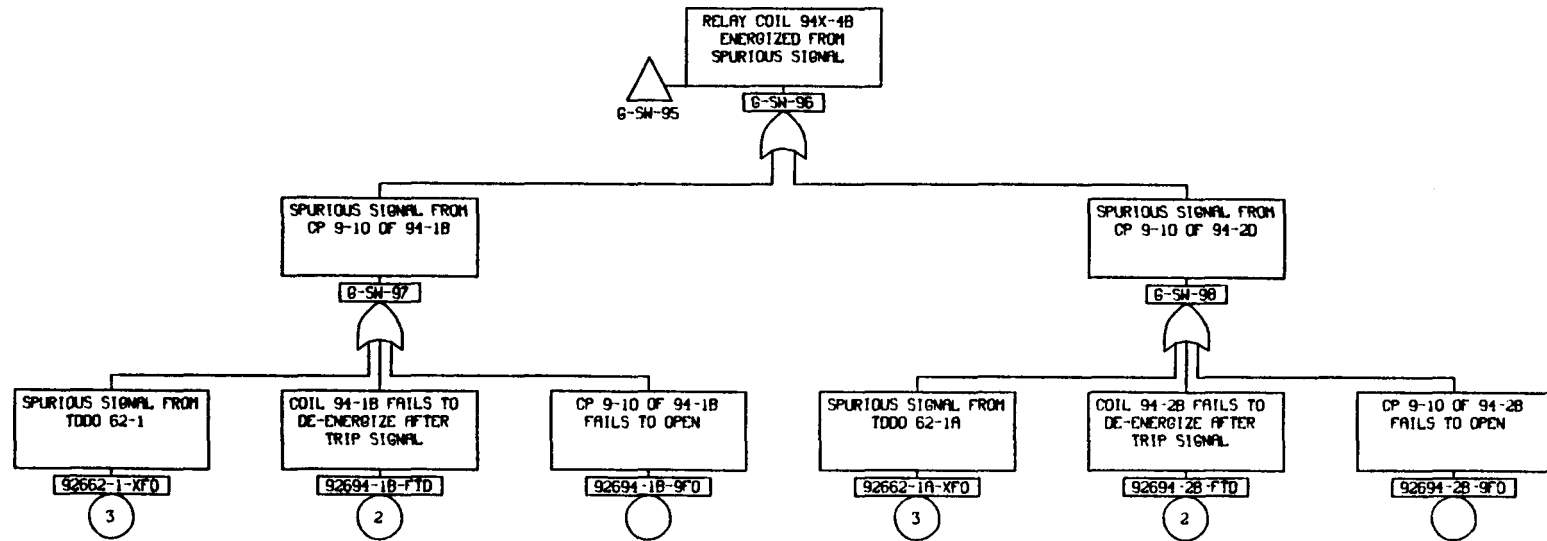 RELAY COIL 94X-4B
ENERGIZED FROM
SPURIOUS SIGNAL
G-SW-95
G-SW-96
SPURIOUS SIGNAL FROM
CP 9-10 OF 94-1B
G-SW-97
SPURIOUS SIGNAL FROM
CP 9-10 OF 94-2D
G-SW-98
SPURIOUS SIGNAL FROM
TDDO 62-1
92662-1-XFO
3
COIL 94-1B FAILS TO
DE-ENERGIZE AFTER
TRIP SIGNAL
92694-1B-FTD
2
CP 9-10 OF 94-1B
FAILS TO OPEN
92694-1B-9FO
SPURIOUS SIGNAL FROM
TDDO 62-1A
92662-1A-XFO
3
COIL 94-2B FAILS TO
DE-ENERGIZE AFTER
TRIP SIGNAL
92694-2B-FTD
2
CP 9-10 OF 94-2B
FAILS TO OPEN
92694-2B-9FO